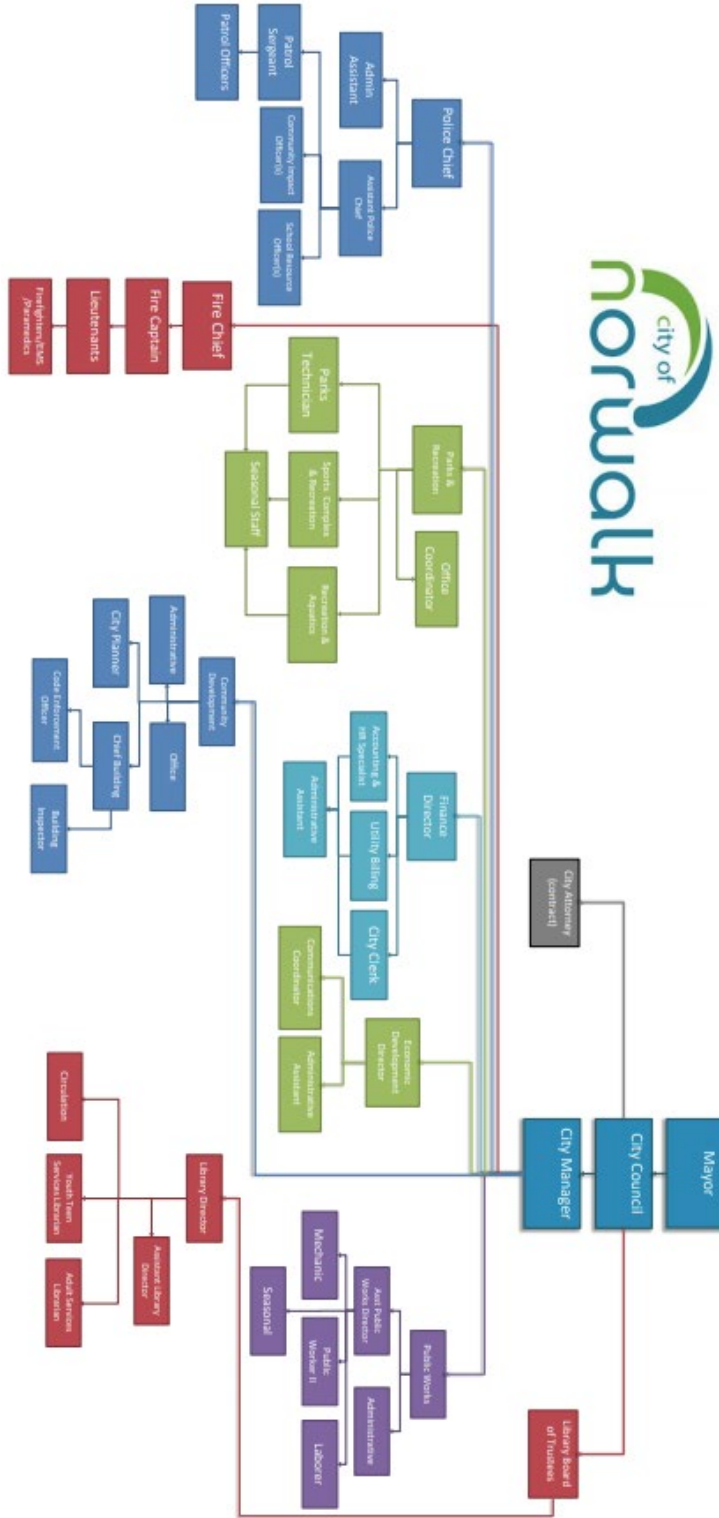 city of
norwalk
Mayor
City Council
City Manager
City Attorney
(contract)
Library Board
of Trustees
Police Chief
Admin
Assistant
Assistant Police
Chief
Patrol
Sergeant
Community Impact
Officer(s)
School Resource
Officer(s)
Patrol Officers
Fire Chief
Fire Captain
Lieutenants
Firefighters/EMS
/Paramedics
Parks &
Recreation
Office
Coordinator
Parks
Technician
Sports Complex
& Recreation
Recreation &
Aquatics
Seasonal Staff
Finance
Director
Accounting &
HR Specialist
Utility Billing
City Clerk
Administrative
Assistant
Economic
Development
Director
Communications
Coordinator
Administrative
Assistant
Community
Development
Administrative
Office
City Planner
Chief Building
Code Enforcement
Officer
Building
Inspector
Public Works
Asst Public
Works Director
Administrative
Mechanic
Public
Worker II
Laborer
Seasonal
Library Director
Assistant Library
Director
Circulation
Youth Teen
Services Librarian
Adult Services
Librarian